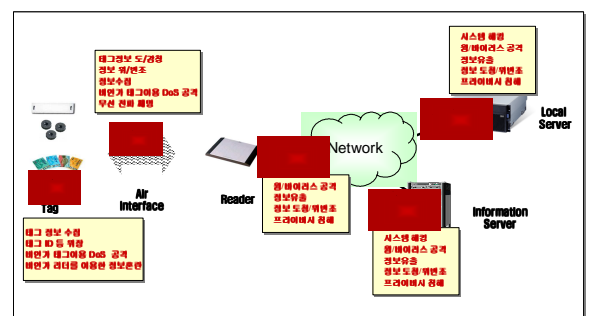 태그정보 도/감청
정보 위/변조
정보수집
비인가 태그이용 DoS 공격
무선 전파 재밍
시스템 해킹
웜/바이러스 공격
정보유출
정보 도청/위변조
프라이버시 침해
Local
Server
Network
Tag
Air
Interface
Reader
웜/바이러스 공격
정보유출
정보 도청/위변조
프라이버시 침해
Information
Server
태그 정보 수집
태그 ID 등 위장
비인가 태그이용 DoS 공격
비인가 리더를 이용한 정보혼란
시스템 해킹
웜/바이러스 공격
정보유출
정보 도청/위변조
프라이버시 침해